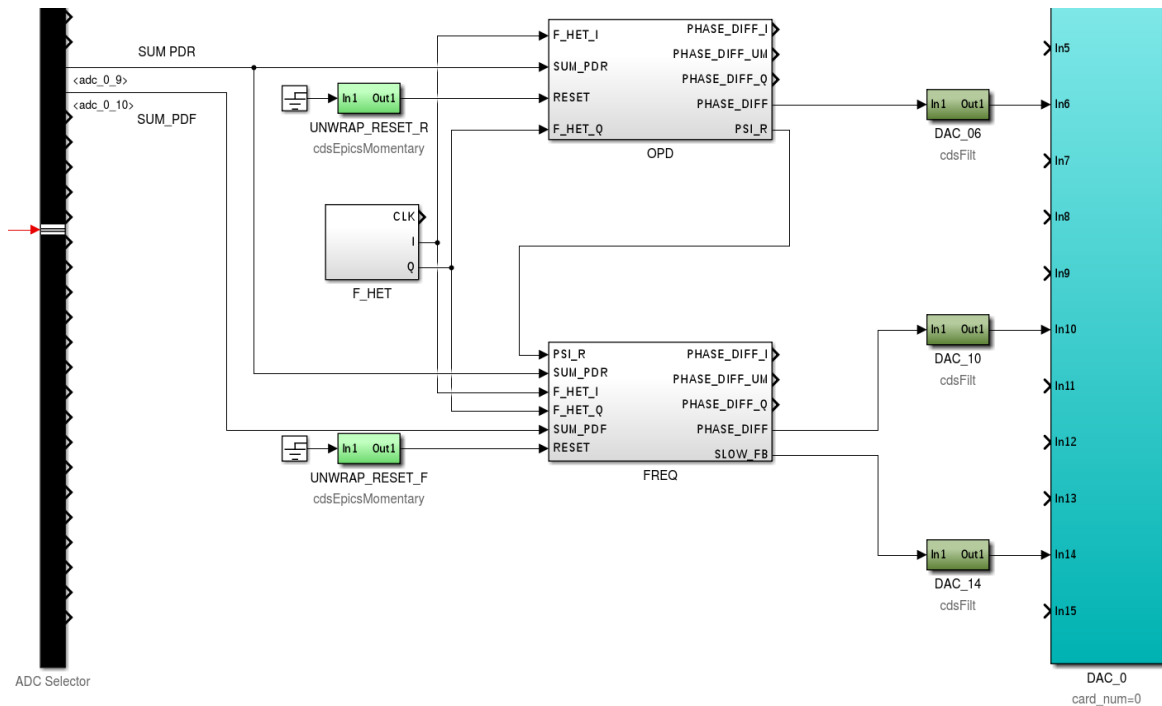 SUM PDR
<adc_0_9>
<adc_0_10>
SUM_PDF
ADC Selector
In1 Out1
UNWRAP_RESET_R
cdsEpicsMomentary
CLK
I
Q
F_HET
In1 Out1
UNWRAP_RESET_F
cdsEpicsMomentary
F_HET_I
SUM_PDR
RESET
F_HET_Q
PHASE_DIFF_I
PHASE_DIFF_UM
PHASE_DIFF_Q
PHASE_DIFF
PSI_R
OPD
PSI_R
SUM_PDR
F_HET_I
F_HET_Q
SUM_PDF
RESET
PHASE_DIFF_I
PHASE_DIFF_UM
PHASE_DIFF_Q
PHASE_DIFF
SLOW_FB
FREQ
In1 Out1
DAC_06
cdsFilt
In1 Out1
DAC_10
cdsFilt
In1 Out1
DAC_14
cdsFilt
In5
In6
In7
In8
In9
In10
In11
In12
In13
In14
In15
DAC_0
card_num=0